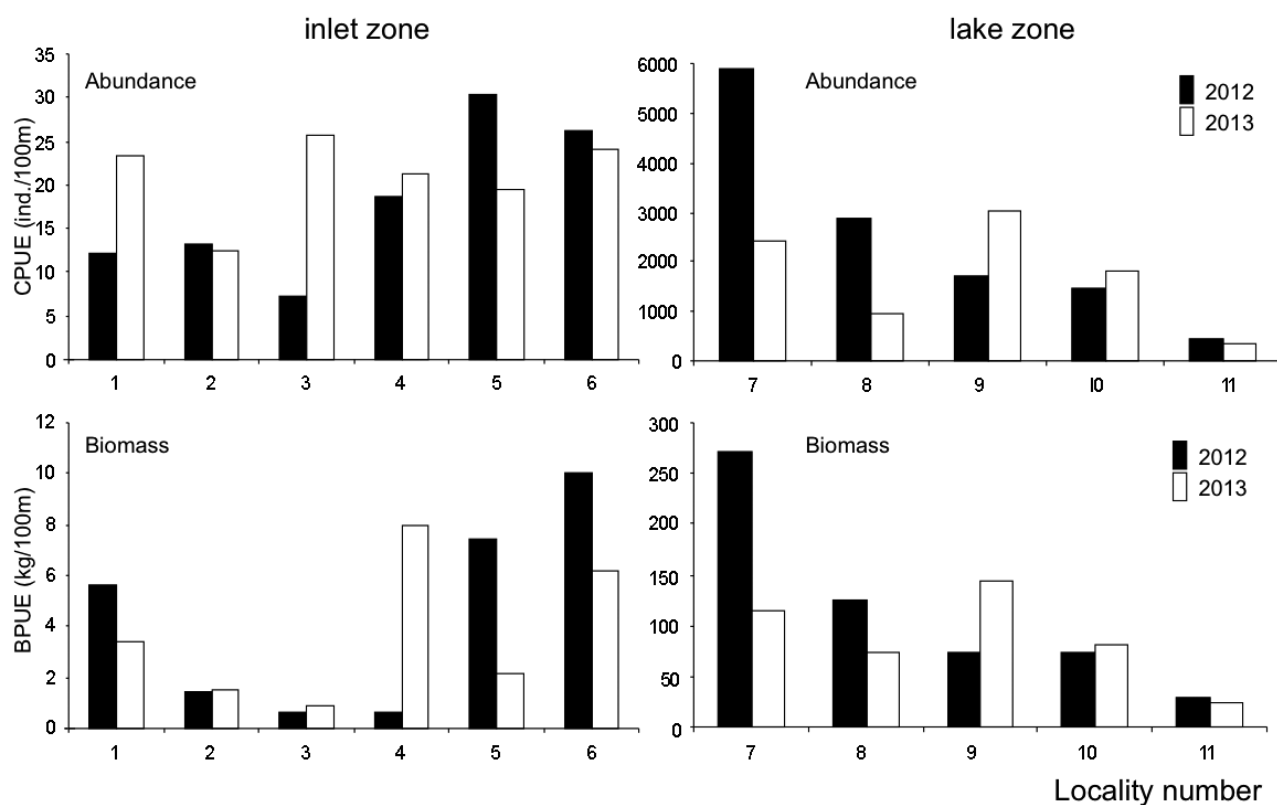 inlet zone
lake zone
Abundance
CPUE (ind./100m)
35
30
25
20
15
10
5
0
1 2 3 4 5 6
Abundance
2012
2013
6000
5000
4000
3000
2000
1000
0
7 8 9 l0 11
Biomass
BPUE (kg/100m)
12
10
8
6
4
2
0
1 2 3 4 5 6
Biomass
2012
2013
300
250
200
150
100
50
0
7 8 9 10 11
Locality number